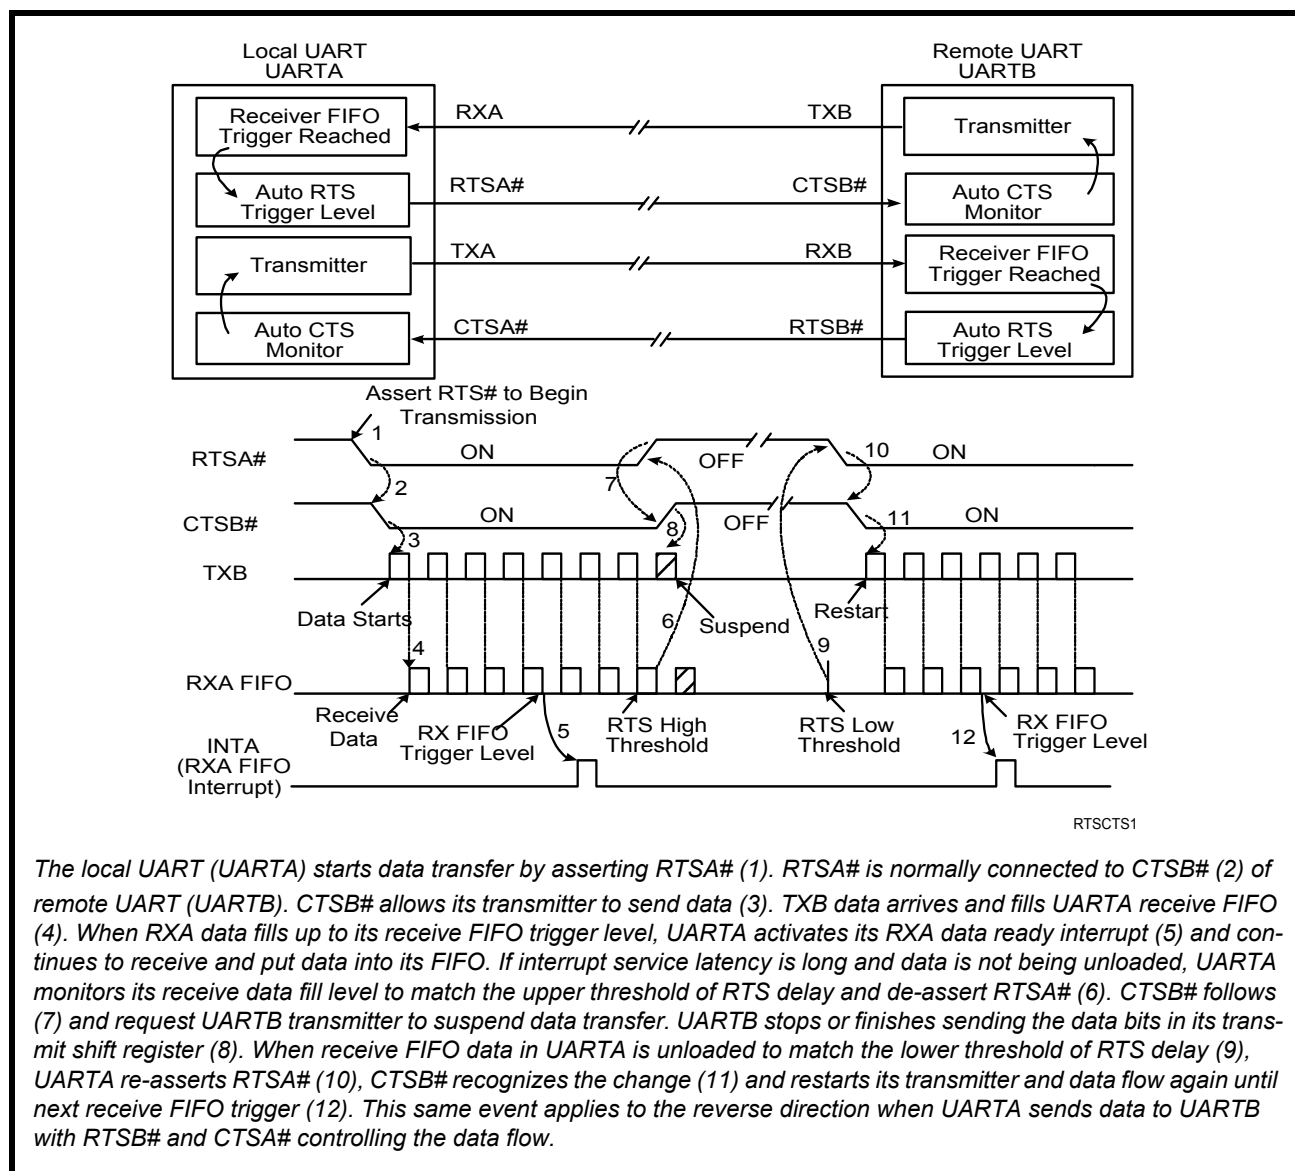 Local UART
UARTA
Remote UART
UARTB
Receiver FIFO
Trigger Reached
RXA
TXB
Transmitter
Auto RTS
Trigger Level
RTSA#
CTSB#
Auto CTS
Monitor
Transmitter
TXA
RXB
Receiver FIFO
Trigger Reached
Auto CTS
Monitor
CTSA#
RTSB#
Auto RTS
Trigger Level
Assert RTS# to Begin
Transmission
1
RTSA#
ON
OFF
10
ON
2
7
CTSB#
ON
OFF
11
ON
3
8
TXB
Data Starts
6
Suspend
Restart
4
9
RXA FIFO
Receive
Data
RX FIFO
Trigger Level
5
RTS High
Threshold
RTS Low
Threshold
12
RX FIFO
Trigger Level
INTA
(RXA FIFO
Interrupt)
RTSCTS1
The local UART (UARTA) starts data transfer by asserting RTSA# (1). RTSA# is normally connected to CTSB# (2) of
remote UART (UARTB). CTSB# allows its transmitter to send data (3). TXB data arrives and fills UARTA receive FIFO
(4). When RXA data fills up to its receive FIFO trigger level, UARTA activates its RXA data ready interrupt (5) and con-
tinues to receive and put data into its FIFO. If interrupt service latency is long and data is not being unloaded, UARTA
monitors its receive data fill level to match the upper threshold of RTS delay and de-assert RTSA# (6). CTSB# follows
(7) and request UARTB transmitter to suspend data transfer. UARTB stops or finishes sending the data bits in its trans-
mit shift register (8). When receive FIFO data in UARTA is unloaded to match the lower threshold of RTS delay (9),
UARTA re-asserts RTSA# (10), CTSB# recognizes the change (11) and restarts its transmitter and data flow again until
next receive FIFO trigger (12). This same event applies to the reverse direction when UARTA sends data to UARTB
with RTSB# and CTSA# controlling the data flow.